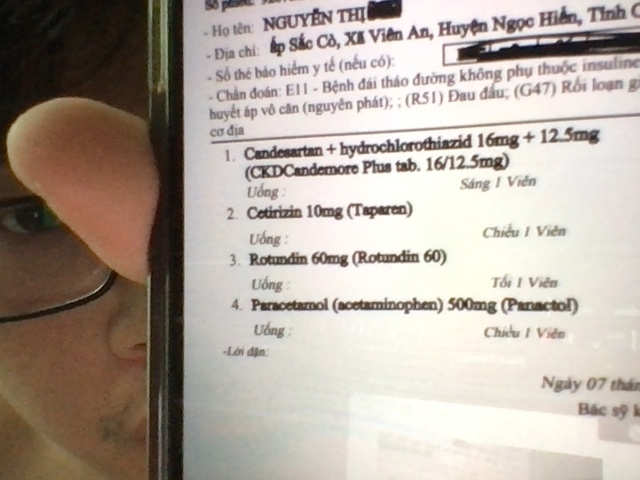 - Họ tên: NGUYỄN THỊ
- Địa chỉ: ấp Sắc Cò, Xã Viên An, Huyện Ngọc Hiển, Tỉnh C
- Số thẻ bảo hiểm y tế (nếu có):
- Chẩn đoán: E11 - Bệnh đái tháo đường không phụ thuộc insuline
huyết áp vô căn (nguyên phát); ; (R51) Đau đầu; (G47) Rối loạn gi
cơ địa
1. Candesartan + hydrochlorothiazid 16mg + 12.5mg
(CKDCandemore Plus tab. 16/12.5mg)
Uống : Sáng 1 Viên
2. Cetirizin 10mg (Taparen)
Uống : Chiều 1 Viên
3. Rotundin 60mg (Rotundin 60)
Uống : Tối 1 Viên
4. Paracetamol (acetaminophen) 500mg (Panactol)
Uống : Chiều 1 Viên
-Lời dặn:
Ngày 07 thán
Bác sỹ k